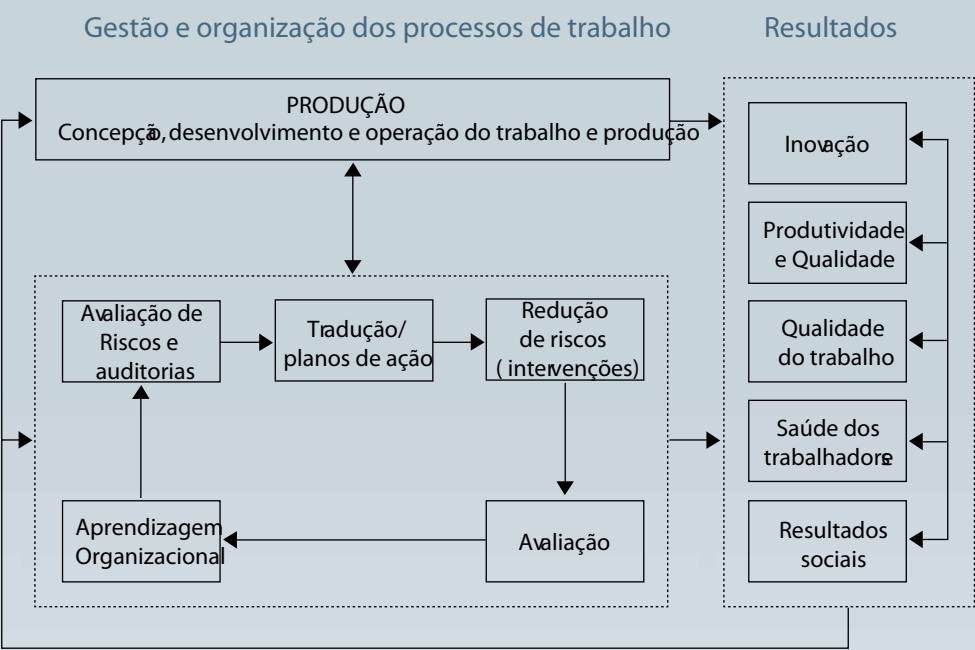 Gestão e organização dos processos de trabalho
Resultados
PRODUÇÃO
Concepção, desenvolvimento e operação do trabalho e produção
Inovação
Produtividade
e Qualidade
Qualidade
do trabalho
Saúde dos
trabalhadores
Resultados
sociais
Avaliação de
Riscos e
auditorias
Tradução/
planos de ação
Redução
de riscos
( intervenções)
Aprendizagem
Organizacional
Avaliação